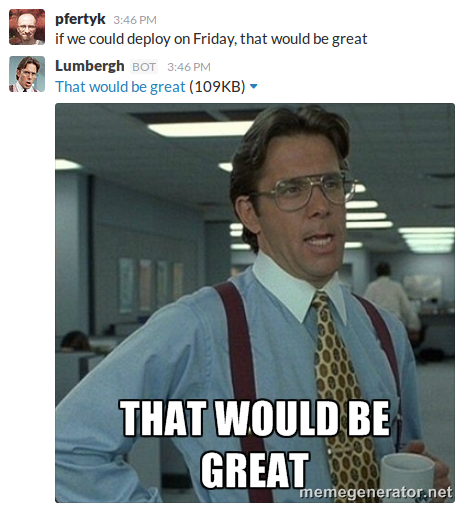 pfertyk 3:46 PM
if we could deploy on Friday, that would be great
Lumbergh BOT 3:46 PM
That would be great (109KB)
THAT WOULD BE
GREAT
memegenerator.net